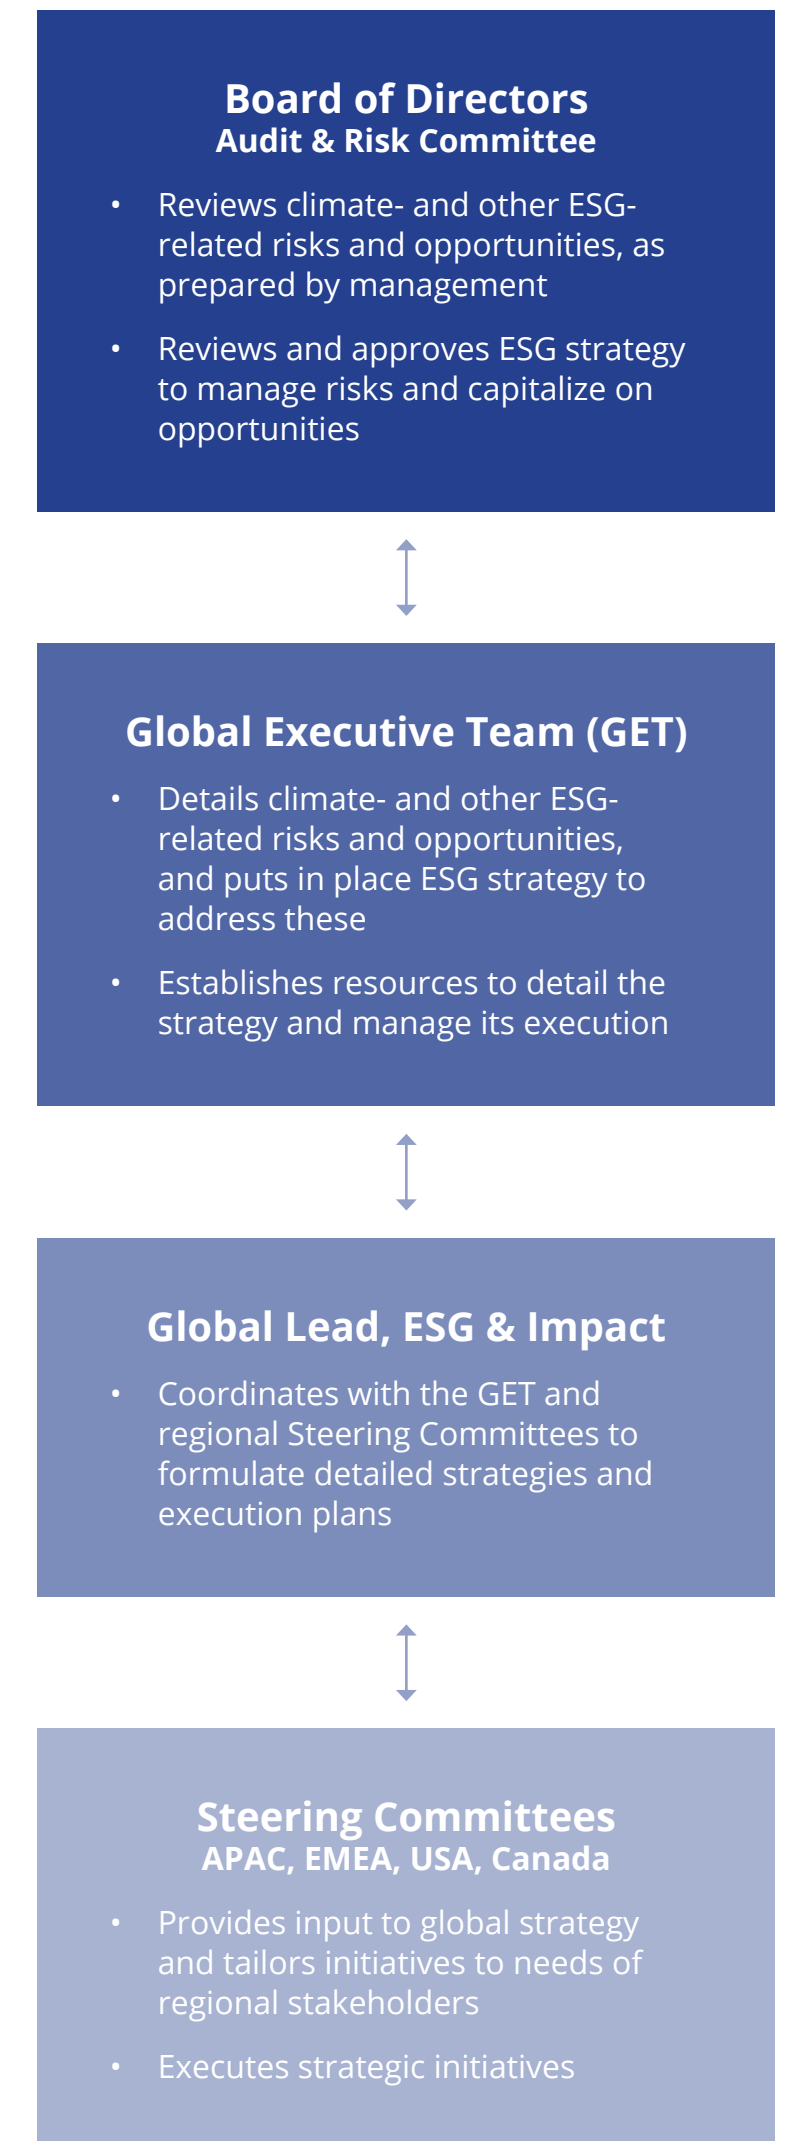 Board of Directors
Audit & Risk Committee
• Reviews climate- and other ESG-
related risks and opportunities, as
prepared by management
• Reviews and approves ESG strategy
to manage risks and capitalize on
opportunities
Global Executive Team (GET)
• Details climate- and other ESG-
related risks and opportunities,
and puts in place ESG strategy to
address these
• Establishes resources to detail the
strategy and manage its execution
Global Lead, ESG & Impact
• Coordinates with the GET and
regional Steering Committees to
formulate detailed strategies and
execution plans
Steering Committees
APAC, EMEA, USA, Canada
• Provides input to global strategy
and tailors initiatives to needs of
regional stakeholders
• Executes strategic initiatives